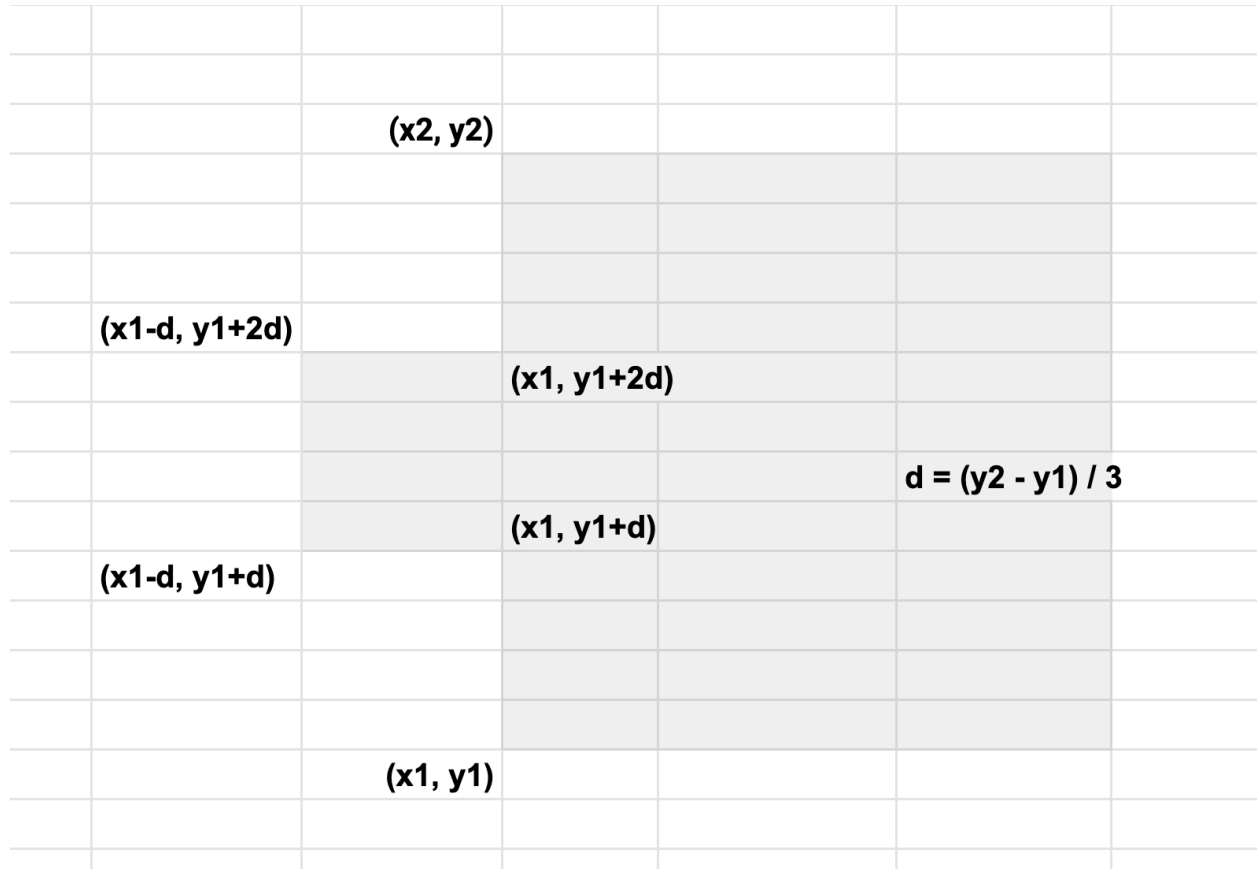 (x2, y2)
(x1-d, y1+2d)
(x1, y1+2d)
d = (y2 - y1) / 3
(x1, y1+d)
(x1-d, y1+d)
(x1, y1)